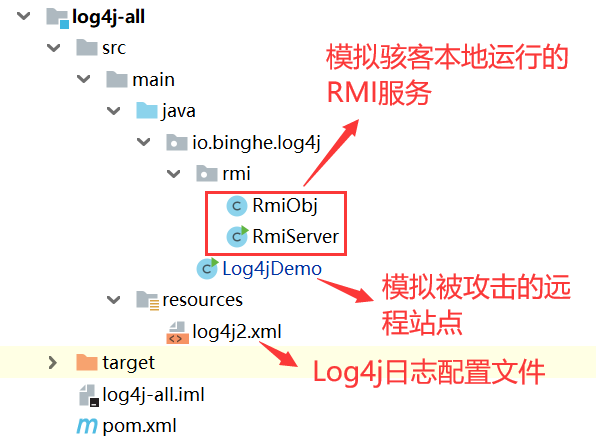 log4j-all
src
模拟骇客本地运行的
RMI服务
main
java
io.binghe.log4j
rmi
RmiObj
RmiServer
Log4jDemo
模拟被攻击的远
程站点
resources
log4j2.xml
Log4j日志配置文件
target
log4j-all.iml
pom.xml